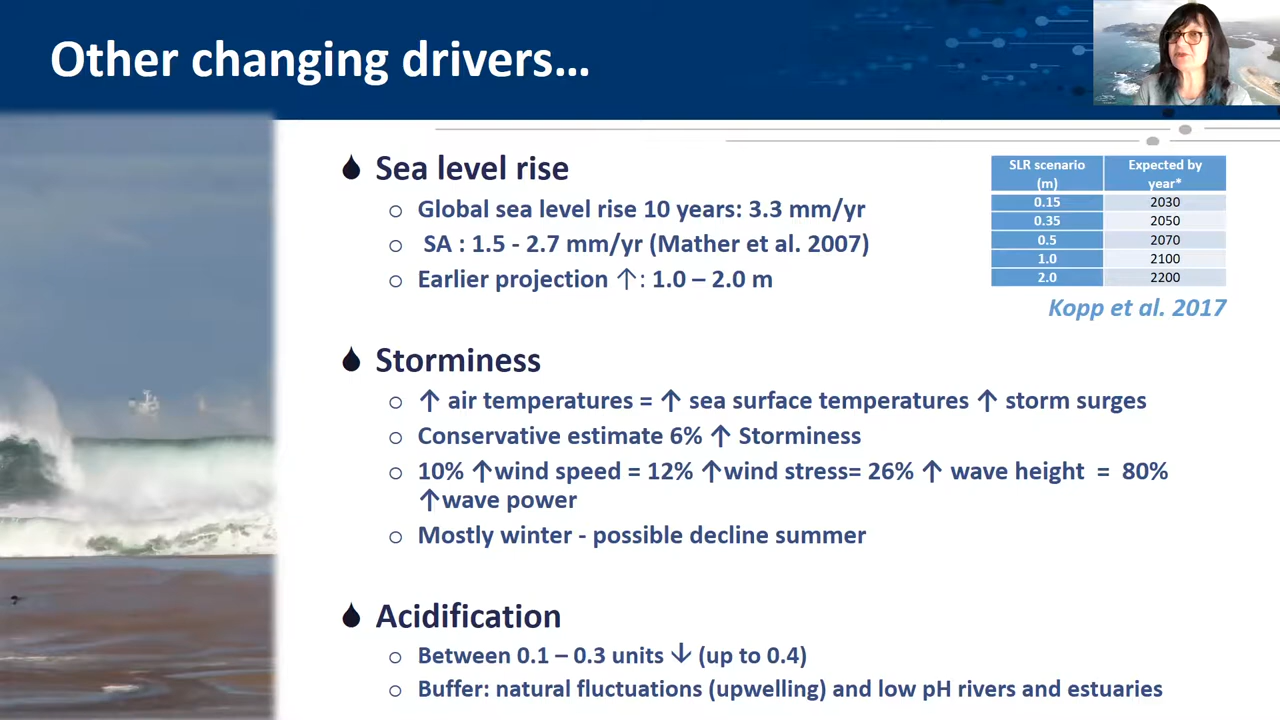 Other changing drivers…
Sea level rise
Global sea level rise 10 years: 3.3 mm/yr
SA : 1.5 - 2.7 mm/yr (Mather et al. 2007)
Earlier projection ↑: 1.0 – 2.0 m
SLR scenario (m) Expected by year*
0.15 2030
0.35 2050
0.5 2070
1.0 2100
2.0 2200
Kopp et al. 2017
Storminess
↑ air temperatures = ↑ sea surface temperatures ↑ storm surges
Conservative estimate 6% ↑ Storminess
10% ↑wind speed = 12% ↑wind stress= 26% ↑ wave height = 80%
↑wave power
Mostly winter - possible decline summer
Acidification
Between 0.1 – 0.3 units ↓ (up to 0.4)
Buffer: natural fluctuations (upwelling) and low pH rivers and estuaries